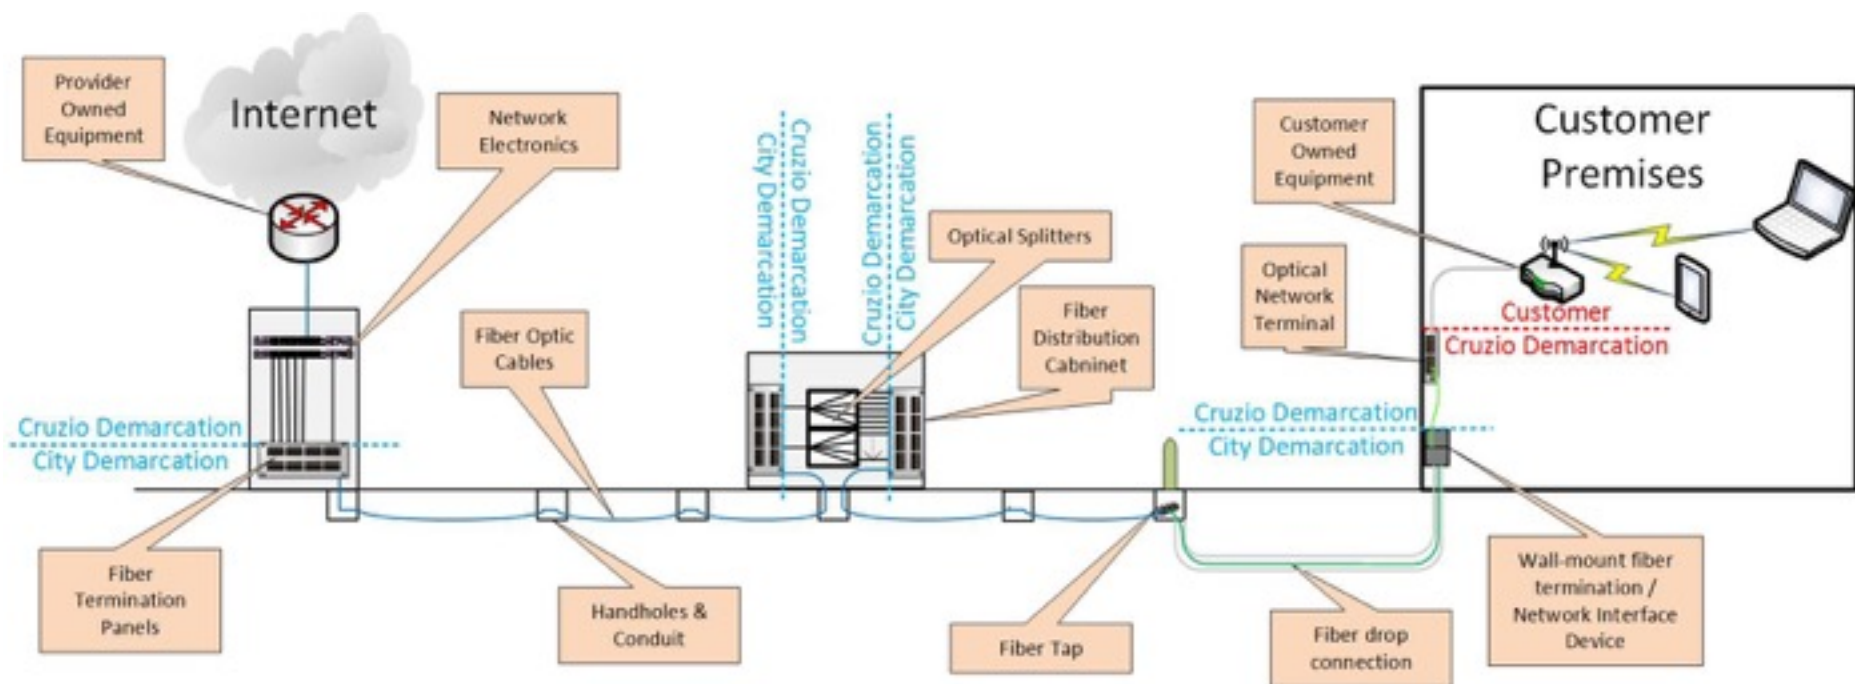 Provider
Owned
Equipment
Internet
Network
Electronics
Cruzio Demarcation
City Demarcation
Fiber
Termination
Panels
Fiber Optic
Cables
Handholes &
Conduit
City Demarcation
Cruzio Demarcation
Cruzio Demarcation
City Demarcation
Optical Splitters
Fiber
Distribution
Cabninet
Fiber Tap
Customer
Owned
Equipment
Optical
Network
Terminal
Customer
Premises
Customer
Cruzio Demarcation
Cruzio Demarcation
City Demarcation
Fiber drop
connection
Wall-mount fiber
termination /
Network Interface
Device